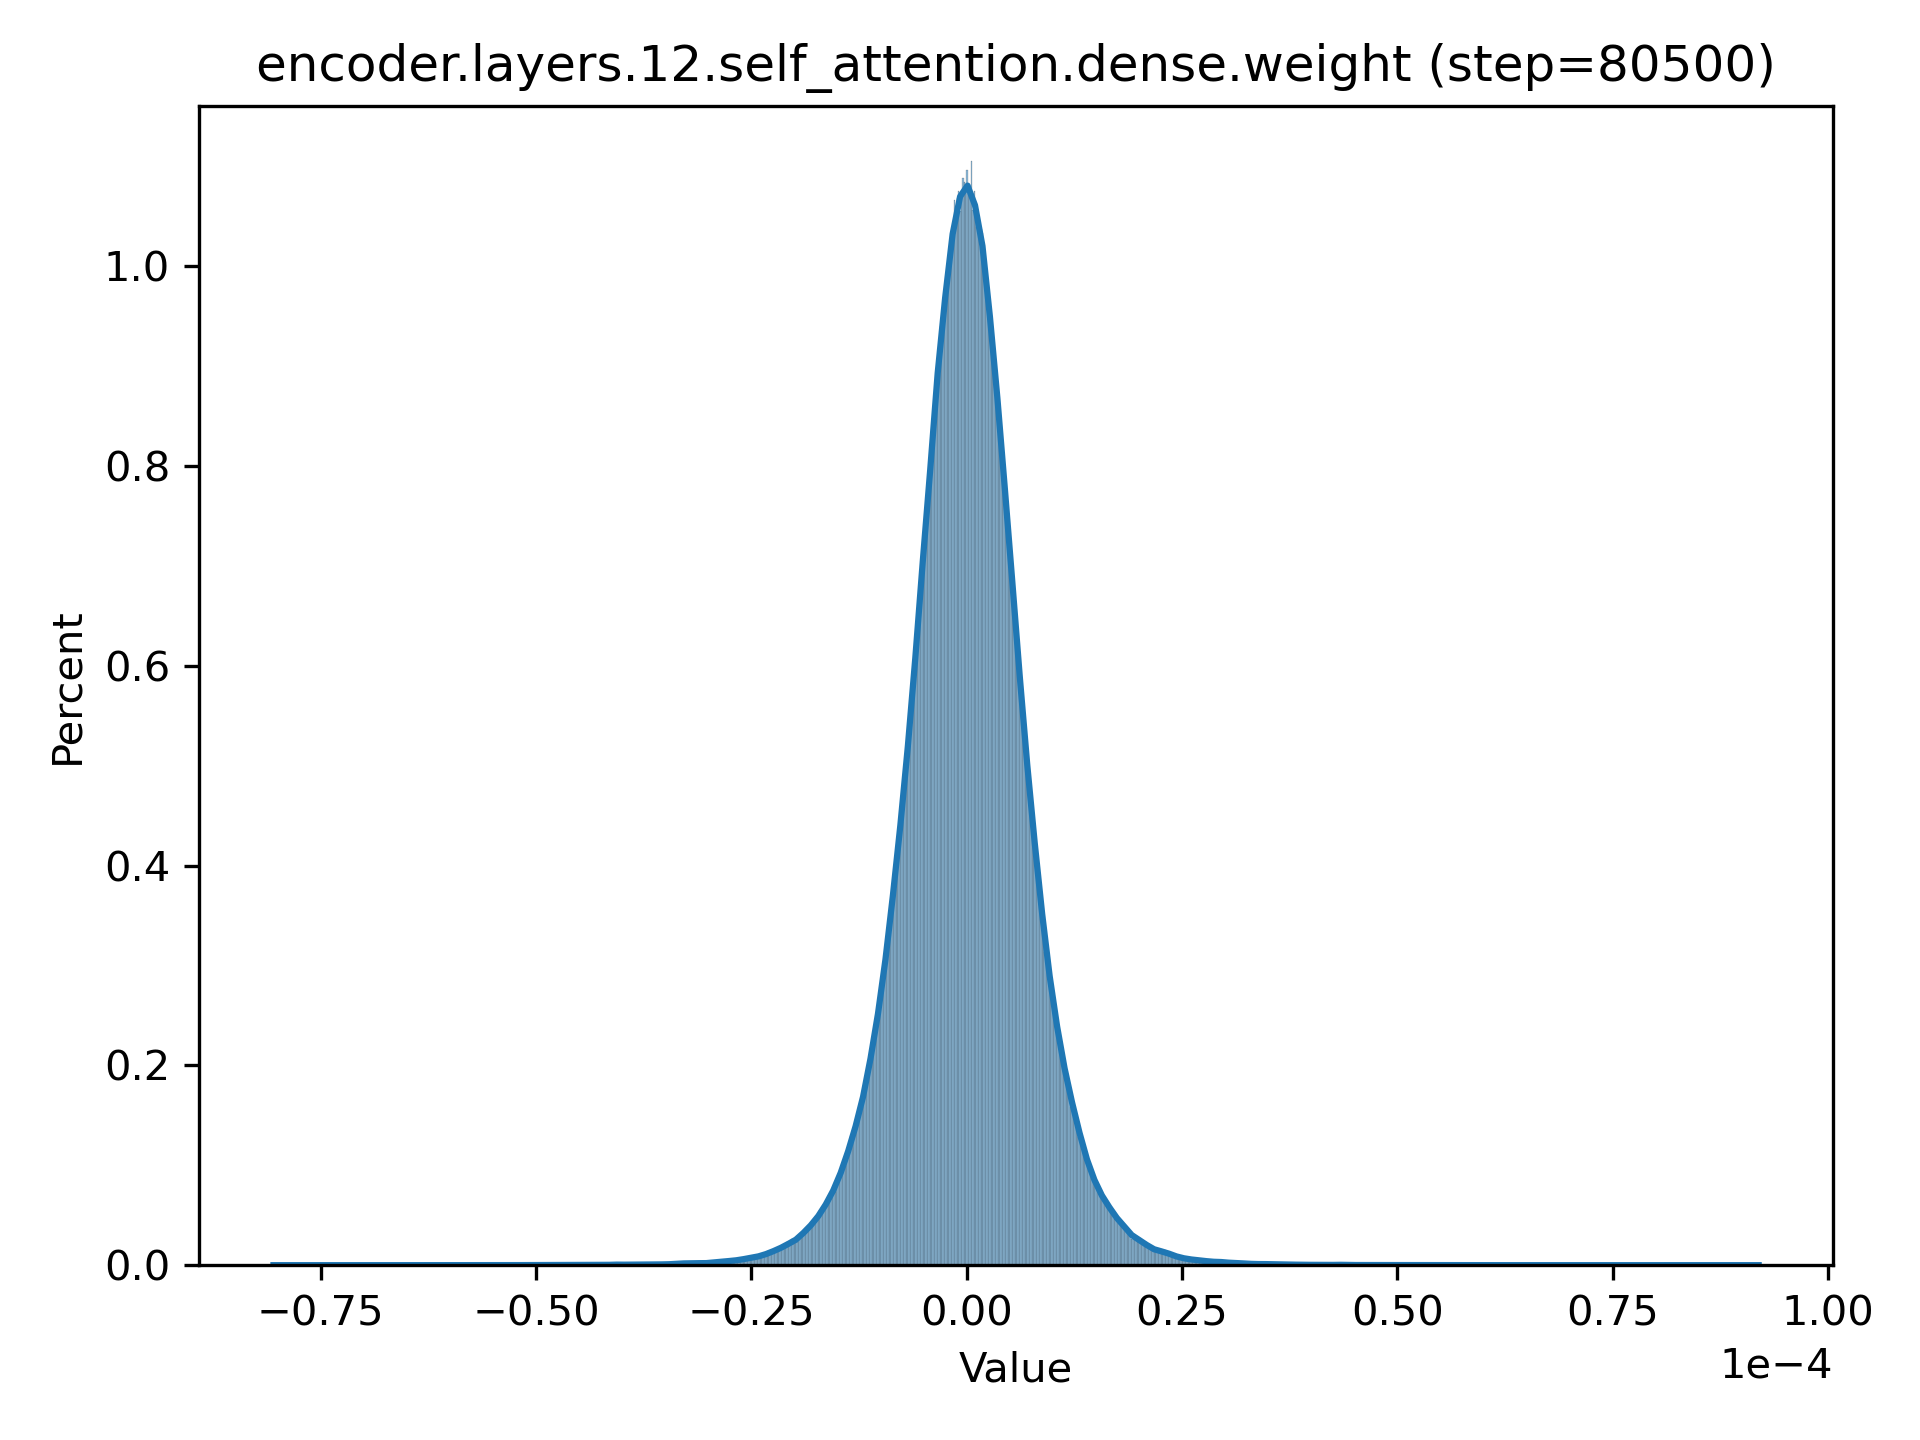 encoder.layers.12.self_attention.dense.weight (step=80500)
Percent
1.0
0.8
0.6
0.4
0.2
0.0
−0.75 −0.50 −0.25 0.00 0.25 0.50 0.75 1.00
Value
1e−4